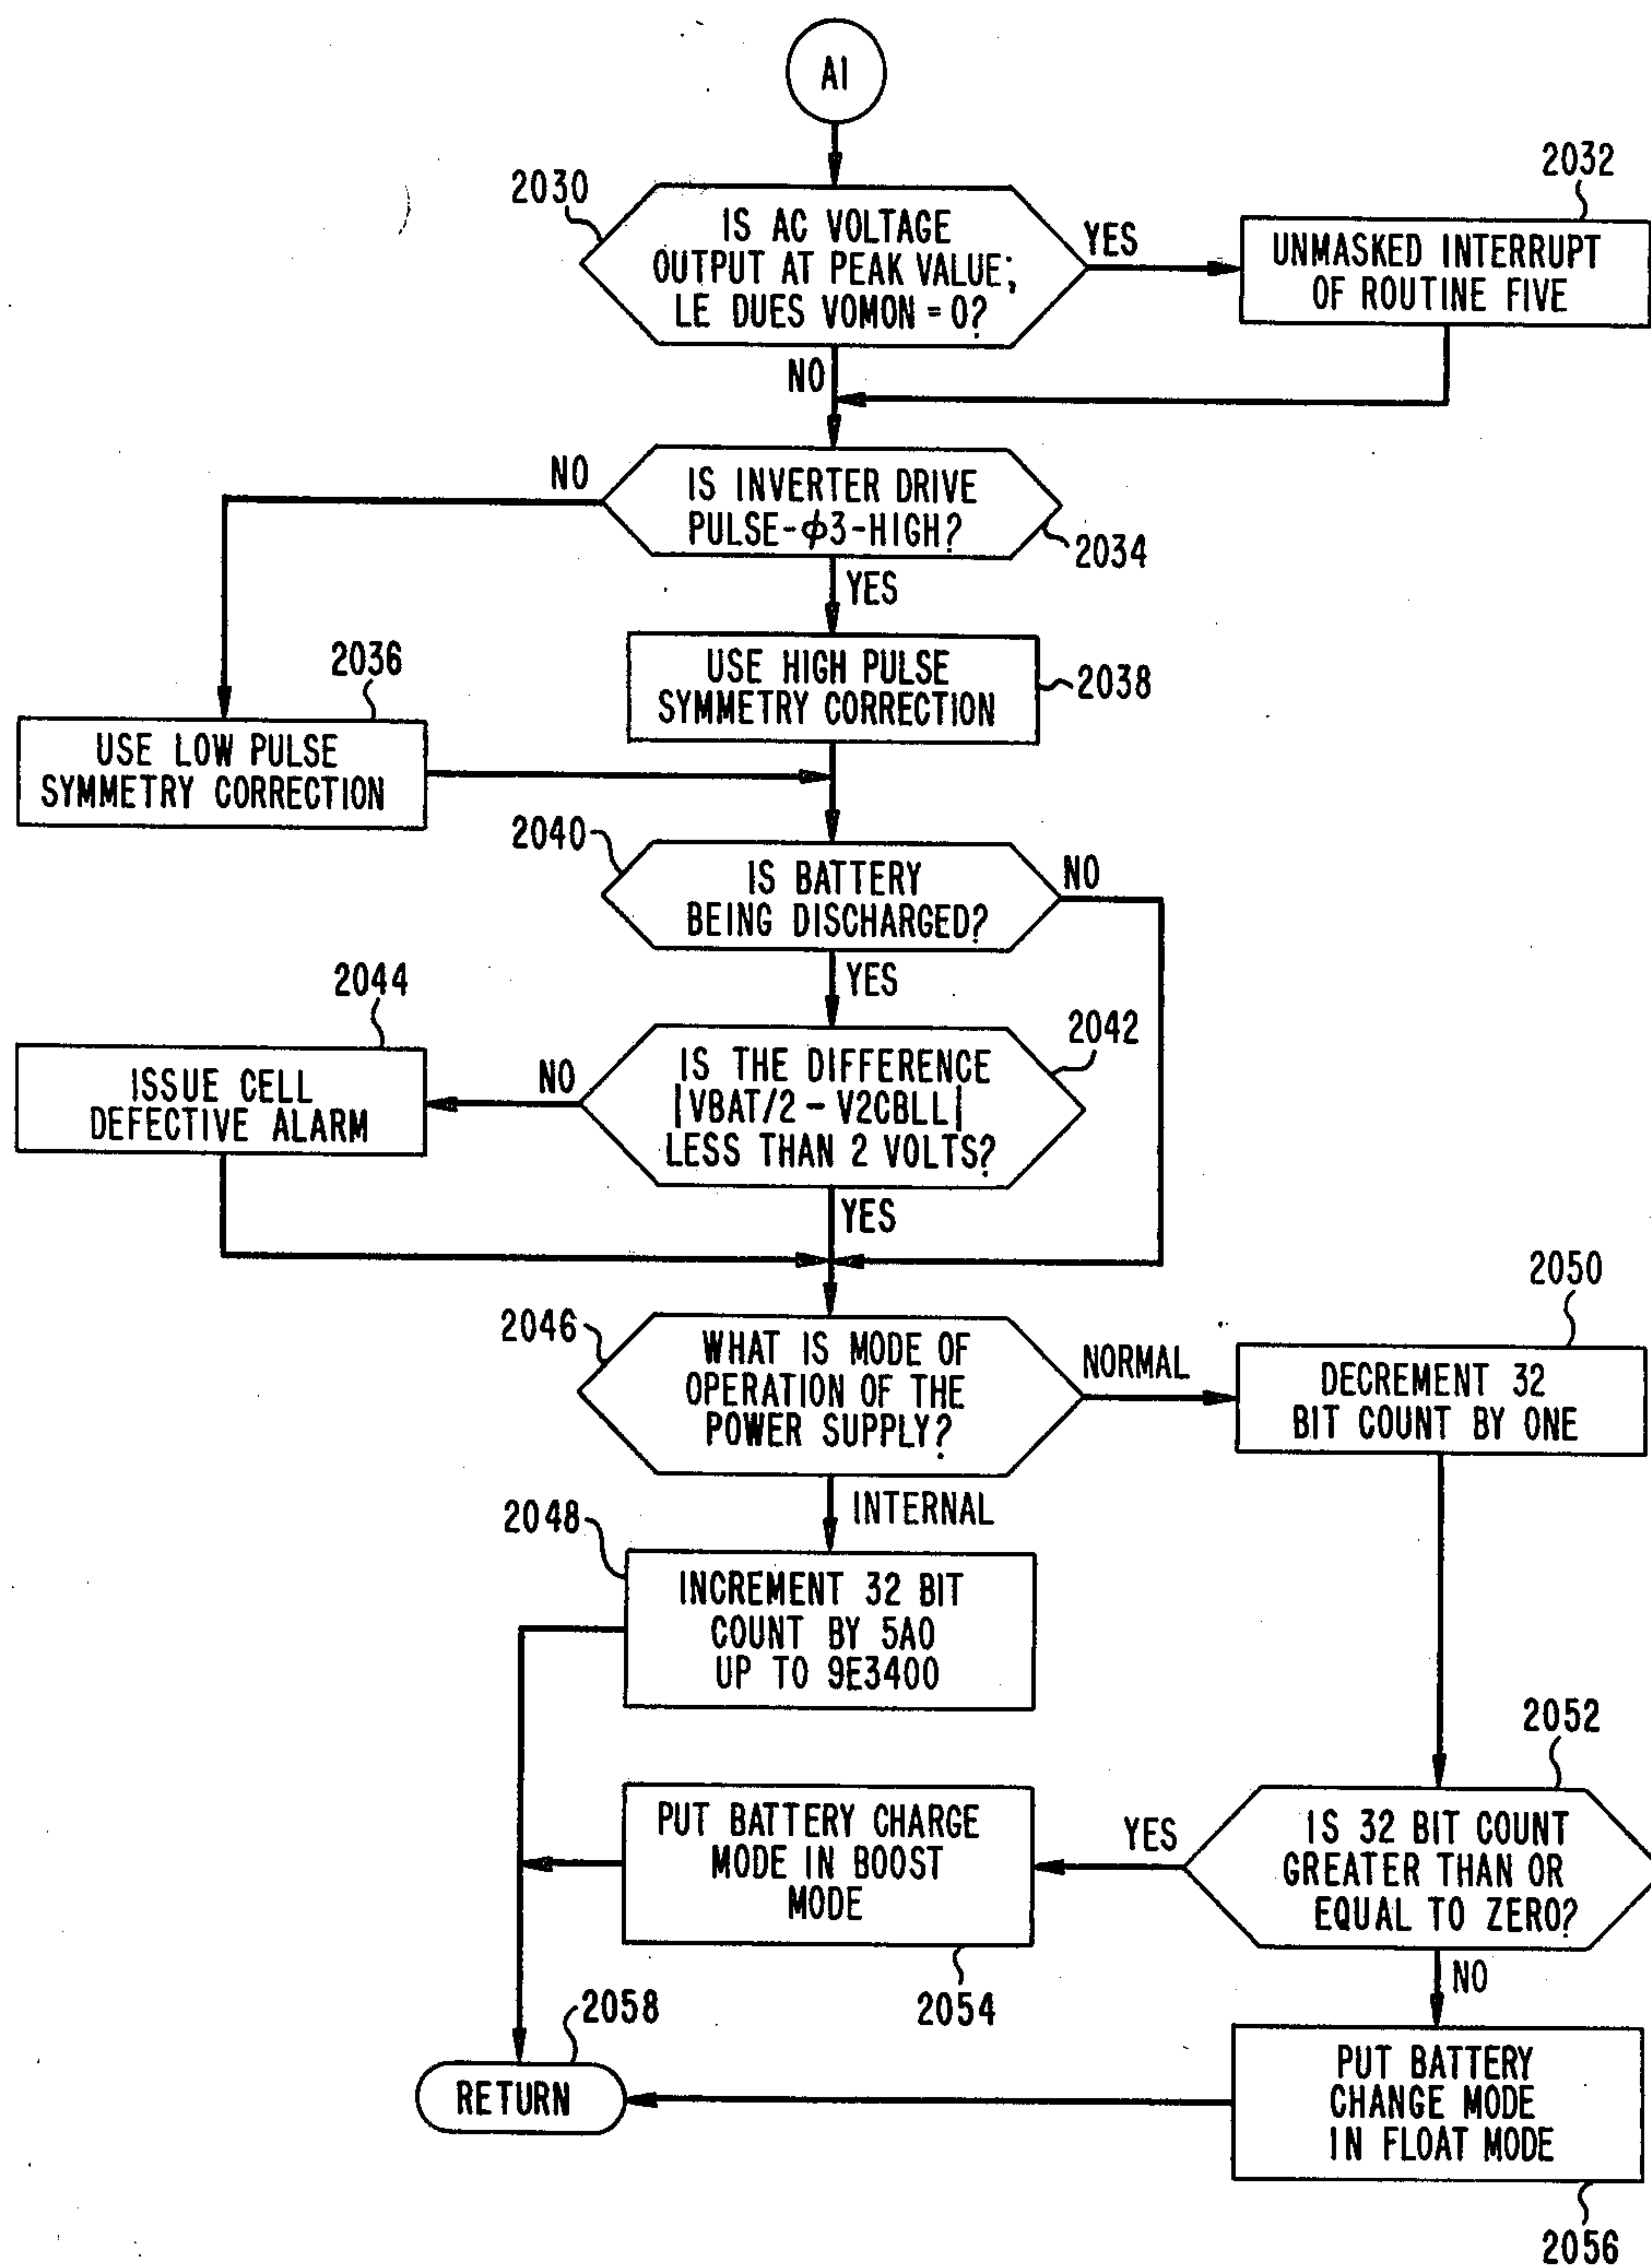 A1
2030
IS AC VOLTAGE
OUTPUT AT PEAK VALUE;
LE DUES VOMON = 0?
YES
2032
UNMASKED INTERRUPT
OF ROUTINE FIVE
NO
NO
IS INVERTER DRIVE
PULSE-ϕ3-HIGH?
2034
YES
2036
USE LOW PULSE
SYMMETRY CORRECTION
USE HIGH PULSE
SYMMETRY CORRECTION
2038
2040
IS BATTERY
BEING DISCHARGED?
NO
YES
2044
ISSUE CELL
DEFECTIVE ALARM
NO
IS THE DIFFERENCE
|VBAT/2 - V2CBLL|
LESS THAN 2 VOLTS?
2042
YES
2046
WHAT IS MODE OF
OPERATION OF THE
POWER SUPPLY?
NORMAL
2050
DECREMENT 32
BIT COUNT BY ONE
INTERNAL
2048
INCREMENT 32 BIT
COUNT BY 5A0
UP TO 9E3400
2052
IS 32 BIT COUNT
GREATER THAN OR
EQUAL TO ZERO?
YES
PUT BATTERY CHARGE
MODE IN BOOST
MODE
2054
NO
2058
RETURN
PUT BATTERY
CHANGE MODE
IN FLOAT MODE
2056